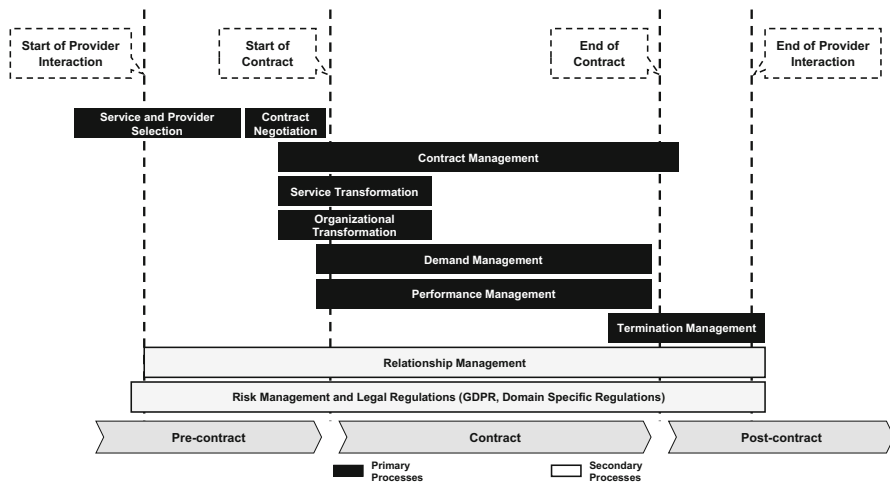 Start of Provider
Interaction
Start of
Contract
End of
Contract
End of Provider
Interaction
Service and Provider
Selection
Contract
Negotiation
Contract Management
Service Transformation
Organizational
Transformation
Demand Management
Performance Management
Termination Management
Relationship Management
Risk Management and Legal Regulations (GDPR, Domain Specific Regulations)
Pre-contract
Contract
Post-contract
Primary
Processes
Secondary
Processes